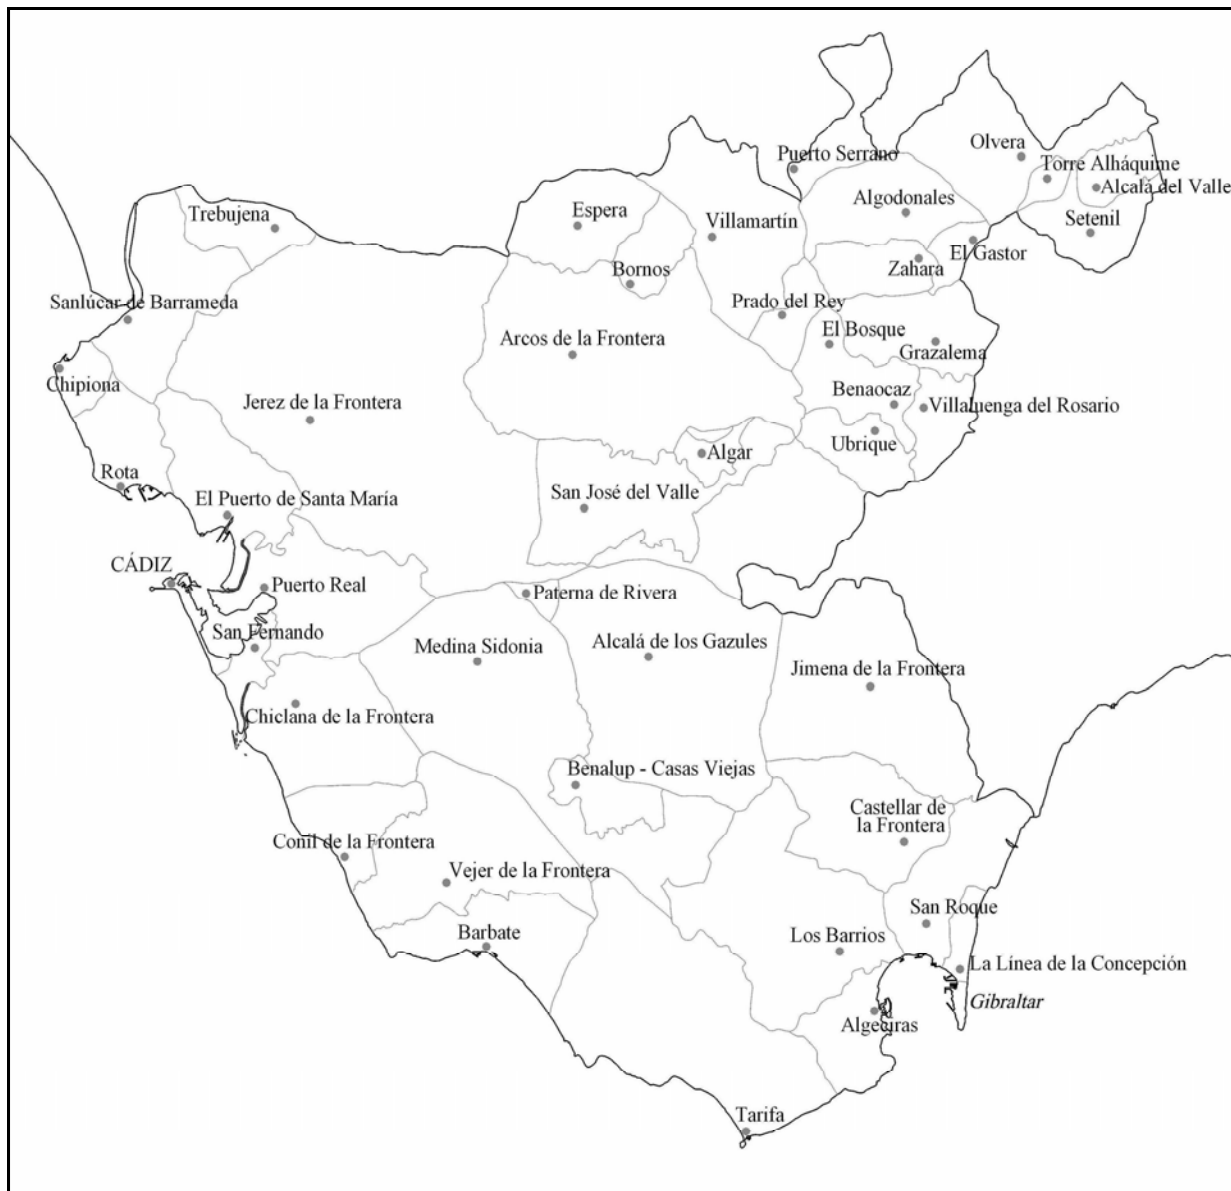 Olvera
Puerto Serrano
Torre Alháquime
Alcalá del Valle
Algodonales
Setenil
Espera
Trebujena
Villamartín
El Gastor
Zahara
Bornos
Sanlúcar de Barrameda
Prado del Rey
El Bosque
Arcos de la Frontera
Grazalema
Chipiona
Benaocaz
Jerez de la Frontera
Villaluenga del Rosario
Ubrique
Algar
Rota
San José del Valle
El Puerto de Santa María
CÁDIZ
Puerto Real
Paterna de Rivera
San Fernando
Medina Sidonia
Alcalá de los Gazules
Jimena de la Frontera
Chiclana de la Frontera
Benalup - Casas Viejas
Castellar de
la Frontera
Conil de la Frontera
Vejer de la Frontera
San Roque
Barbate
Los Barrios
La Línea de la Concepción
Gibraltar
Algeciras
Tarifa